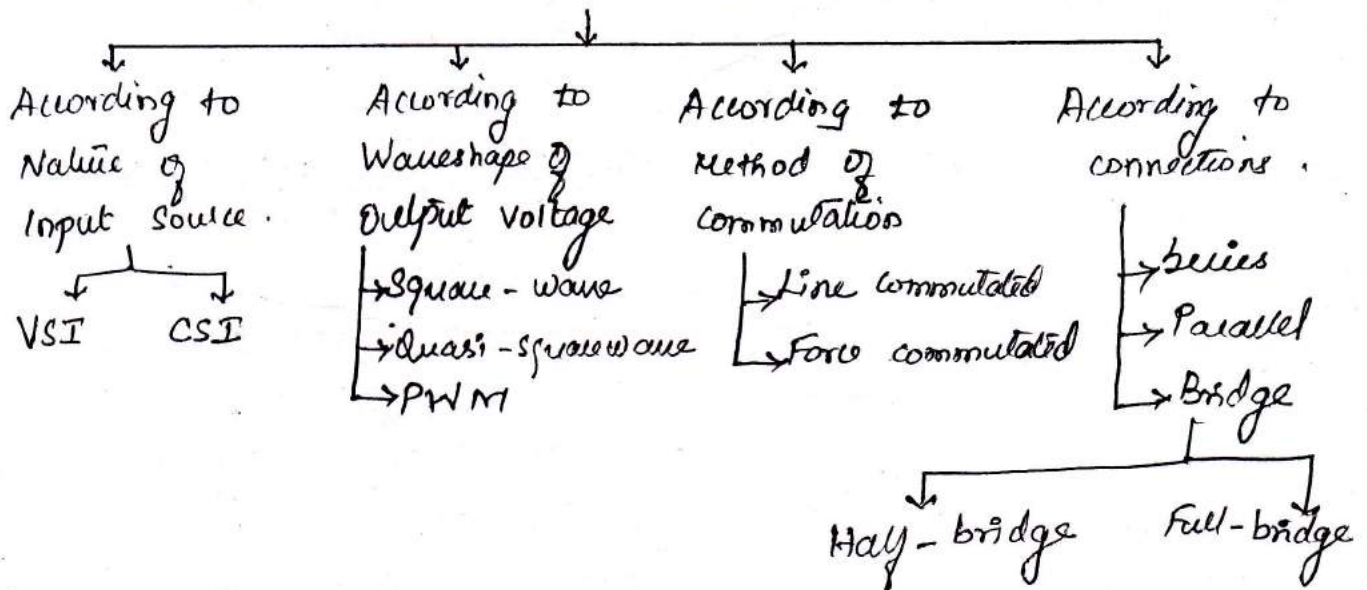 According to
Nature of
Input Source.
VSI
CSI
According to
Waveshape of
Output voltage
Square-wave
Quasi-squarewave
PWM
According to
Method of
commutation
Line commutated
Force commutated
According to
connections.
Series
Parallel
Bridge
Half-bridge
Full-bridge